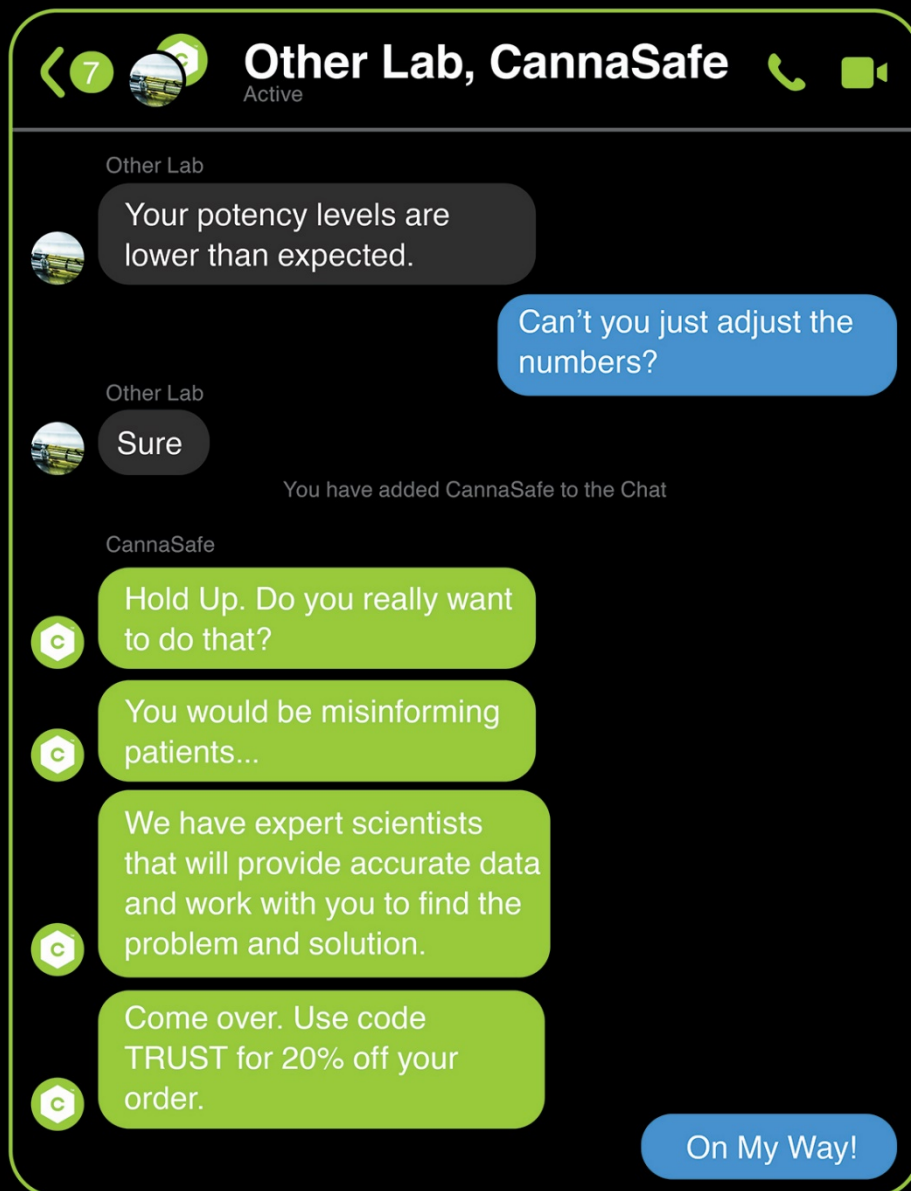 7
Other Lab, CannaSafe
Active
Other Lab
Your potency levels are
lower than expected.
Can't you just adjust the
numbers?
Other Lab
Sure
You have added CannaSafe to the Chat
CannaSafe
Hold Up. Do you really want
to do that?
C
You would be misinforming
patients...
C
We have expert scientists
that will provide accurate data
and work with you to find the
problem and solution.
C
Come over. Use code
TRUST for 20% off your
order.
C
On My Way!